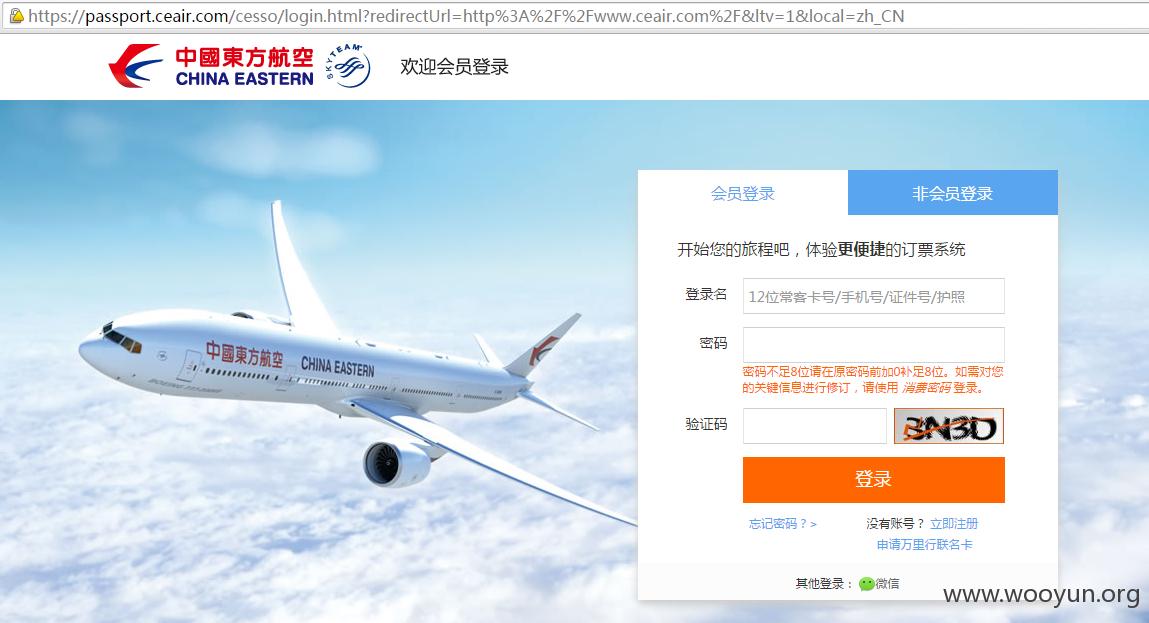 https://passport.ceair.com/cesso/login.html?redirectUrl=http%3A%2F%2Fwww.ceair.com%2F&ltv=1&local=zh_CN
中國東方航空
CHINA EASTERN
SKYTEAM
欢迎会员登录
会员登录
非会员登录
开始您的旅程吧，体验更便捷的订票系统
登录名
12位常客卡号/手机号/证件号/护照
密码
密码不足8位请在原密码前加0补足8位。如需对您
的关键信息进行修订，请使用 消费密码 登录。
验证码
3N3D
登录
忘记密码？>
没有账号？ 立即注册
申请万里行联名卡
其他登录： 微信
中國東方航空
CHINA EASTERN
www.wooyun.org